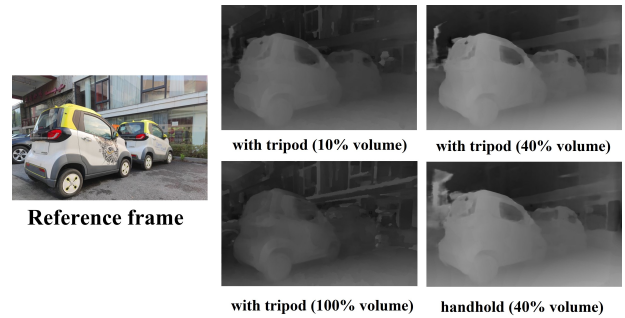 with tripod (10% volume)
with tripod (40% volume)
Reference frame
with tripod (100% volume)
handhold (40% volume)